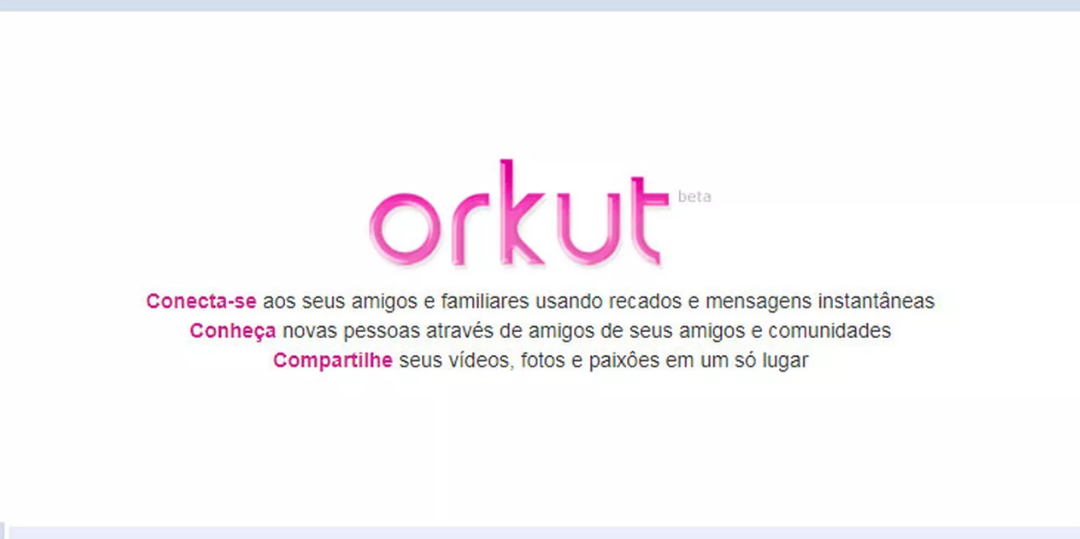 orkut beta
Conecta-se aos seus amigos e familiares usando recados e mensagens instantâneas
Conheça novas pessoas através de amigos de seus amigos e comunidades
Compartilhe seus vídeos, fotos e paixôes em um só lugar